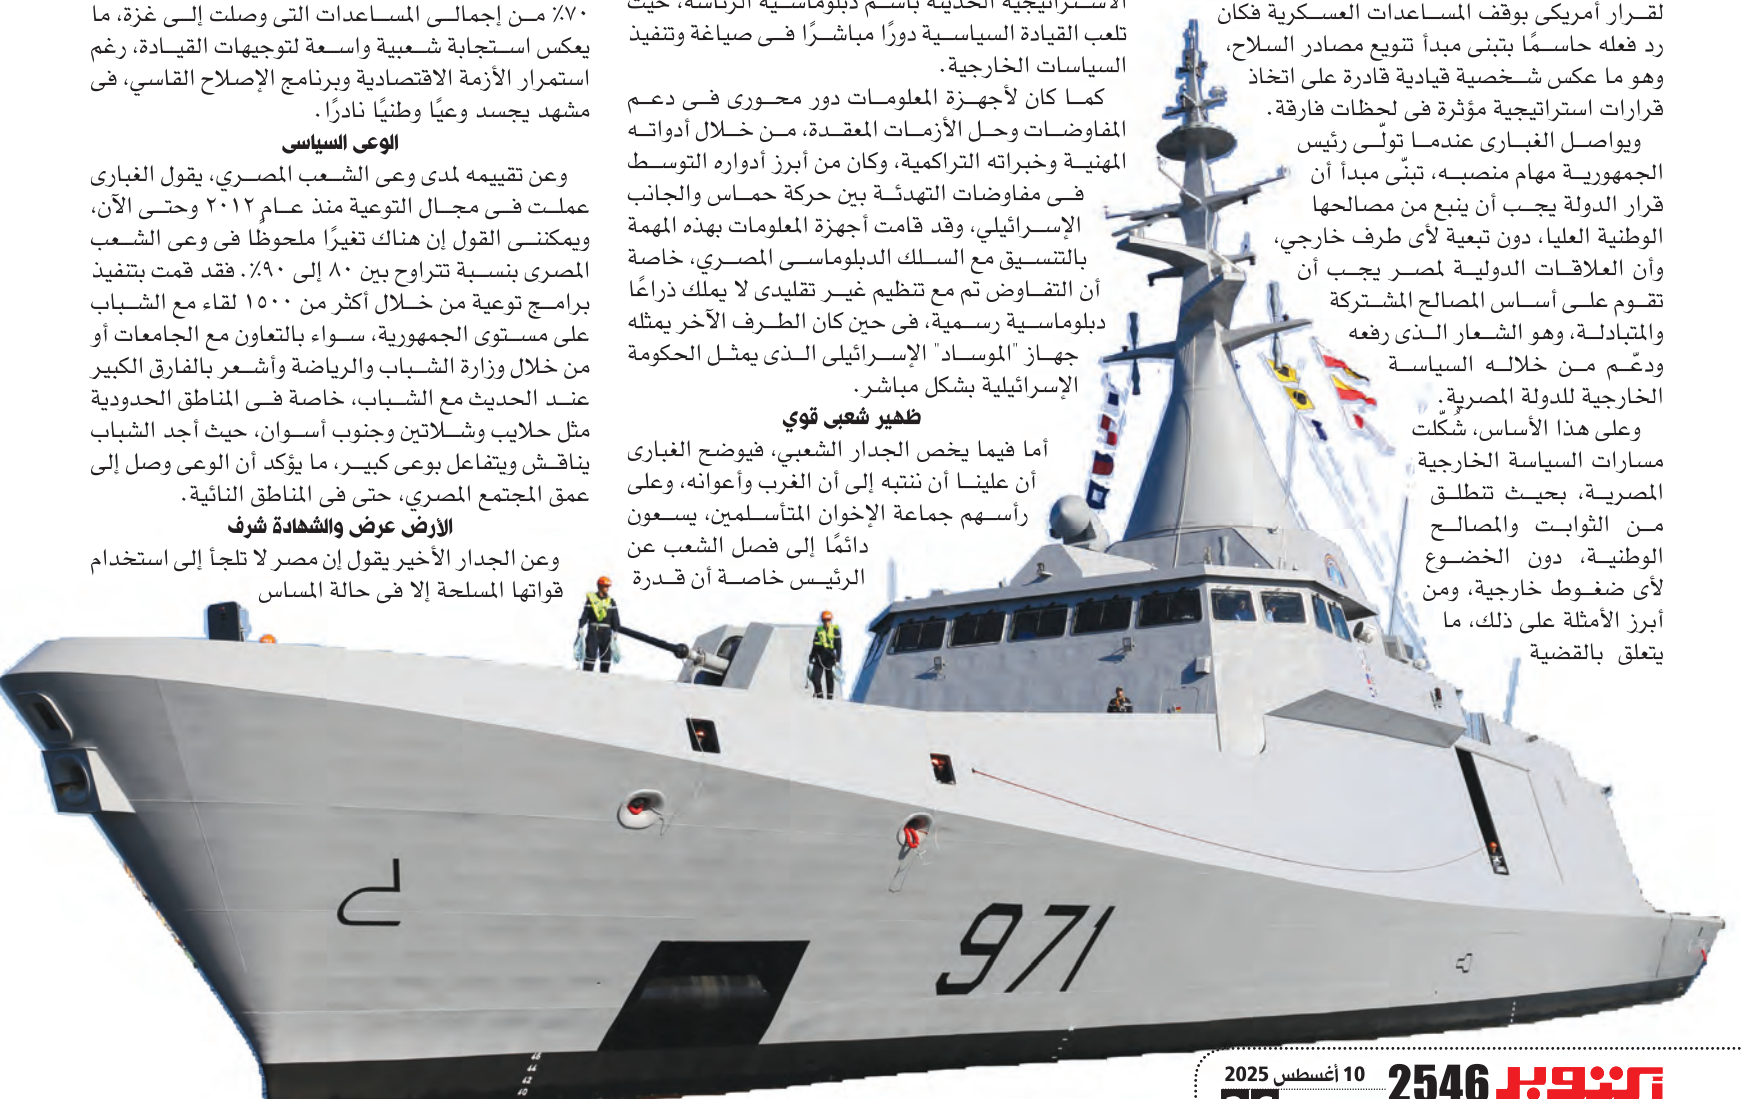 لقرار أمريكى بوقف المساعدات العسكرية فكان
رد فعله حاسمًا بتبنى مبدأ تنويع مصادر السلاح،
وهو ما عكس شخصية قيادية قادرة على اتخاذ
قرارات استراتيجية مؤثرة فى لحظات فارقة.
ويواصل الغبارى عندما تولّى رئيس
الجمهورية مهام منصبه، تبنّى مبدأ أن
قرار الدولة يجب أن ينبع من مصالحها
الوطنية العليا، دون تبعية لأى طرف خارجي،
وأن العلاقات الدولية لمصر يجب أن
تقوم على أساس المصالح المشتركة
والمتبادلة، وهو الشعار الذى رفعه
ودعّم من خلاله السياسة
الخارجية للدولة المصرية.
وعلى هذا الأساس، شُكّلت
مسارات السياسة الخارجية
المصرية، بحيث تنطلق
من الثوابت والمصالح
الوطنية، دون الخضوع
لأى ضغوط خارجية، ومن
أبرز الأمثلة على ذلك، ما
يتعلق بالقضية
الاستراتيجية الحديثة باسم دبلوماسية الرئاسة، حيث
تلعب القيادة السياسية دورًا مباشرًا فى صياغة وتنفيذ
السياسات الخارجية.
كما كان لأجهزة المعلومات دور محورى فى دعم
المفاوضات وحل الأزمات المعقدة، من خلال أدواته
المهنية وخبراته التراكمية، وكان من أبرز أدواره التوسط
فى مفاوضات التهدئة بين حركة حماس والجانب
الإسرائيلي، وقد قامت أجهزة المعلومات بهذه المهمة
بالتنسيق مع السلك الدبلوماسى المصري، خاصة
أن التفاوض تم مع تنظيم غير تقليدى لا يملك ذراعًا
دبلوماسية رسمية، فى حين كان الطرف الآخر يمثله
جهاز "الموساد" الإسرائيلى الذى يمثل الحكومة
الإسرائيلية بشكل مباشر.
ظهير شعبى قوي
أما فيما يخص الجدار الشعبي، فيوضح الغبارى
أن علينا أن ننتبه إلى أن الغرب وأعوانه، وعلى
رأسهم جماعة الإخوان المتأسلمين، يسعون
دائمًا إلى فصل الشعب عن
الرئيس خاصة أن قدرة
٧٠٪ من إجمالى المساعدات التى وصلت إلى غزة، ما
يعكس استجابة شعبية واسعة لتوجيهات القيادة، رغم
استمرار الأزمة الاقتصادية وبرنامج الإصلاح القاسي، فى
مشهد يجسد وعيًا وطنيًا نادرًا.
الوعى السياسى
وعن تقييمه لمدى وعى الشعب المصري، يقول الغبارى
عملت فى مجال التوعية منذ عام ٢٠١٢ وحتى الآن،
ويمكننى القول إن هناك تغيرًا ملحوظًا فى وعى الشعب
المصرى بنسبة تتراوح بين ٨٠ إلى ٩٠٪. فقد قمت بتنفيذ
برامج توعية من خلال أكثر من ١٥٠٠ لقاء مع الشباب
على مستوى الجمهورية، سواء بالتعاون مع الجامعات أو
من خلال وزارة الشباب والرياضة وأشعر بالفارق الكبير
عند الحديث مع الشباب، خاصة فى المناطق الحدودية
مثل حلايب وشلاتين وجنوب أسوان، حيث أجد الشباب
يناقش ويتفاعل بوعى كبير، ما يؤكد أن الوعى وصل إلى
عمق المجتمع المصري، حتى فى المناطق النائية.
الأرض عرض والشهادة شرف
وعن الجدار الأخير يقول إن مصر لا تلجأ إلى استخدام
قواتها المسلحة إلا فى حالة المساس
971
أكتوبر 2546 10 أغسطس 2025